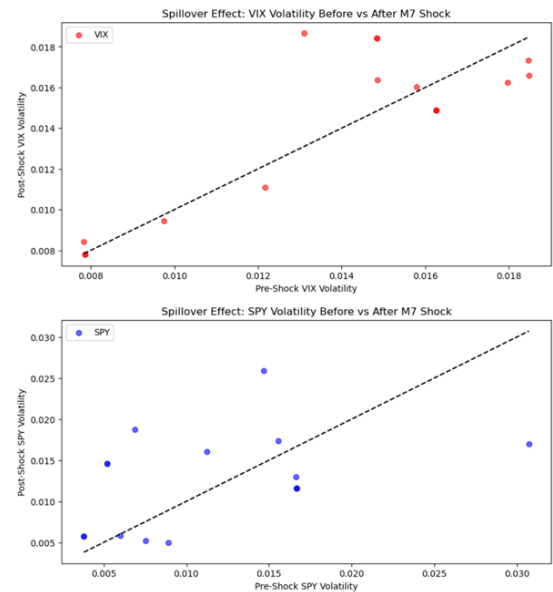 Spillover Effect: VIX Volatility Before vs After M7 Shock
VIX
Post-Shock VIX Volatility
0.018
0.016
0.014
0.012
0.010
0.008
0.008 0.010 0.012 0.014 0.016 0.018
Pre-Shock VIX Volatility
Spillover Effect: SPY Volatility Before vs After M7 Shock
SPY
Post-Shock SPY Volatility
0.030
0.025
0.020
0.015
0.010
0.005
0.005 0.010 0.015 0.020 0.025 0.030
Pre-Shock SPY Volatility